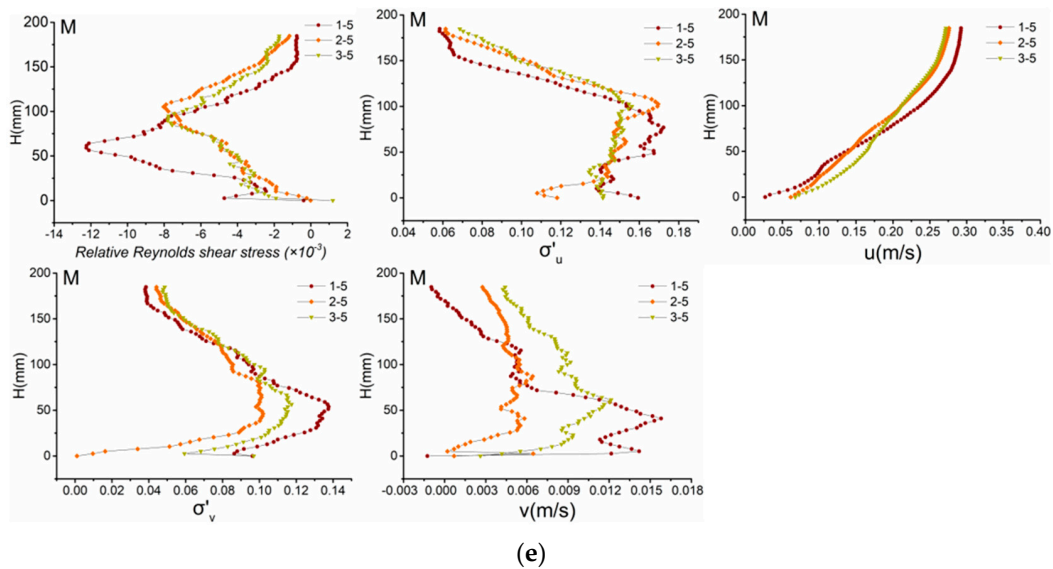 M
1-5
2-5
3-5
H(mm)
200
150
100
50
0
-14 -12 -10 -8 -6 -4 -2 0 2
Relative Reynolds shear stress (×10⁻³)
M
1-5
2-5
3-5
H(mm)
200
150
100
50
0
0.04 0.06 0.08 0.10 0.12 0.14 0.16 0.18
σ'u
M
1-5
2-5
3-5
H(mm)
200
150
100
50
0
0.00 0.05 0.10 0.15 0.20 0.25 0.30 0.35 0.40
u(m/s)
M
1-5
2-5
3-5
H(mm)
200
150
100
50
0
0.00 0.02 0.04 0.06 0.08 0.10 0.12 0.14
σ'v
M
1-5
2-5
3-5
H(mm)
200
150
100
50
0
-0.003 0.000 0.003 0.006 0.009 0.012 0.015 0.018
v(m/s)
(e)